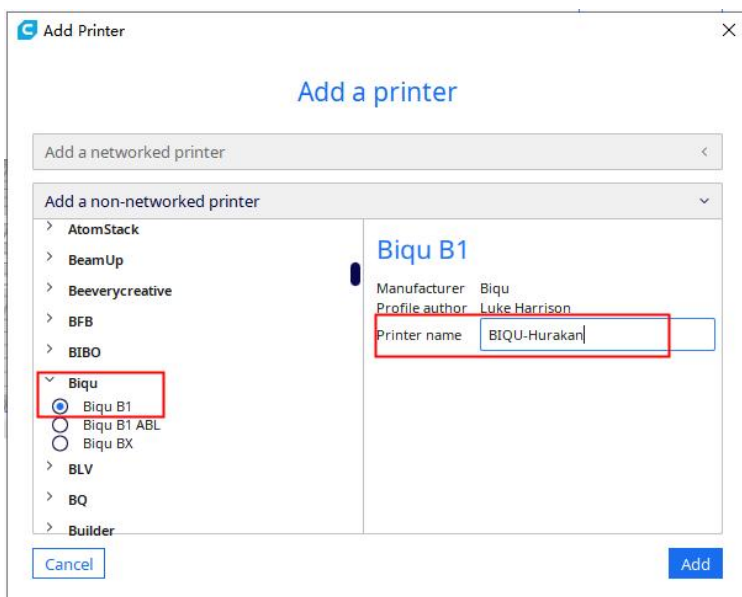 Add Printer
Add a printer
Add a networked printer
Add a non-networked printer
AtomStack
BeamUp
Beeverycreative
BFB
BIBO
Biqu
Biqu B1
Biqu B1 ABL
Biqu BX
BLV
BQ
Builder
Biqu B1
Manufacturer Biqu
Profile author Luke Harrison
Printer name BIQU-Hurakan
Cancel
Add